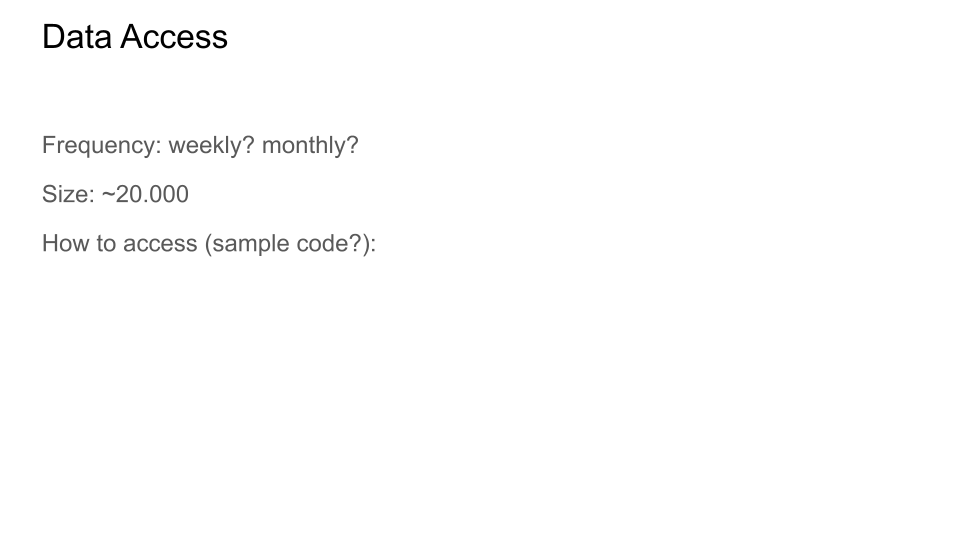 Data Access
Frequency: weekly? monthly?
Size: ~20.000
How to access (sample code?):